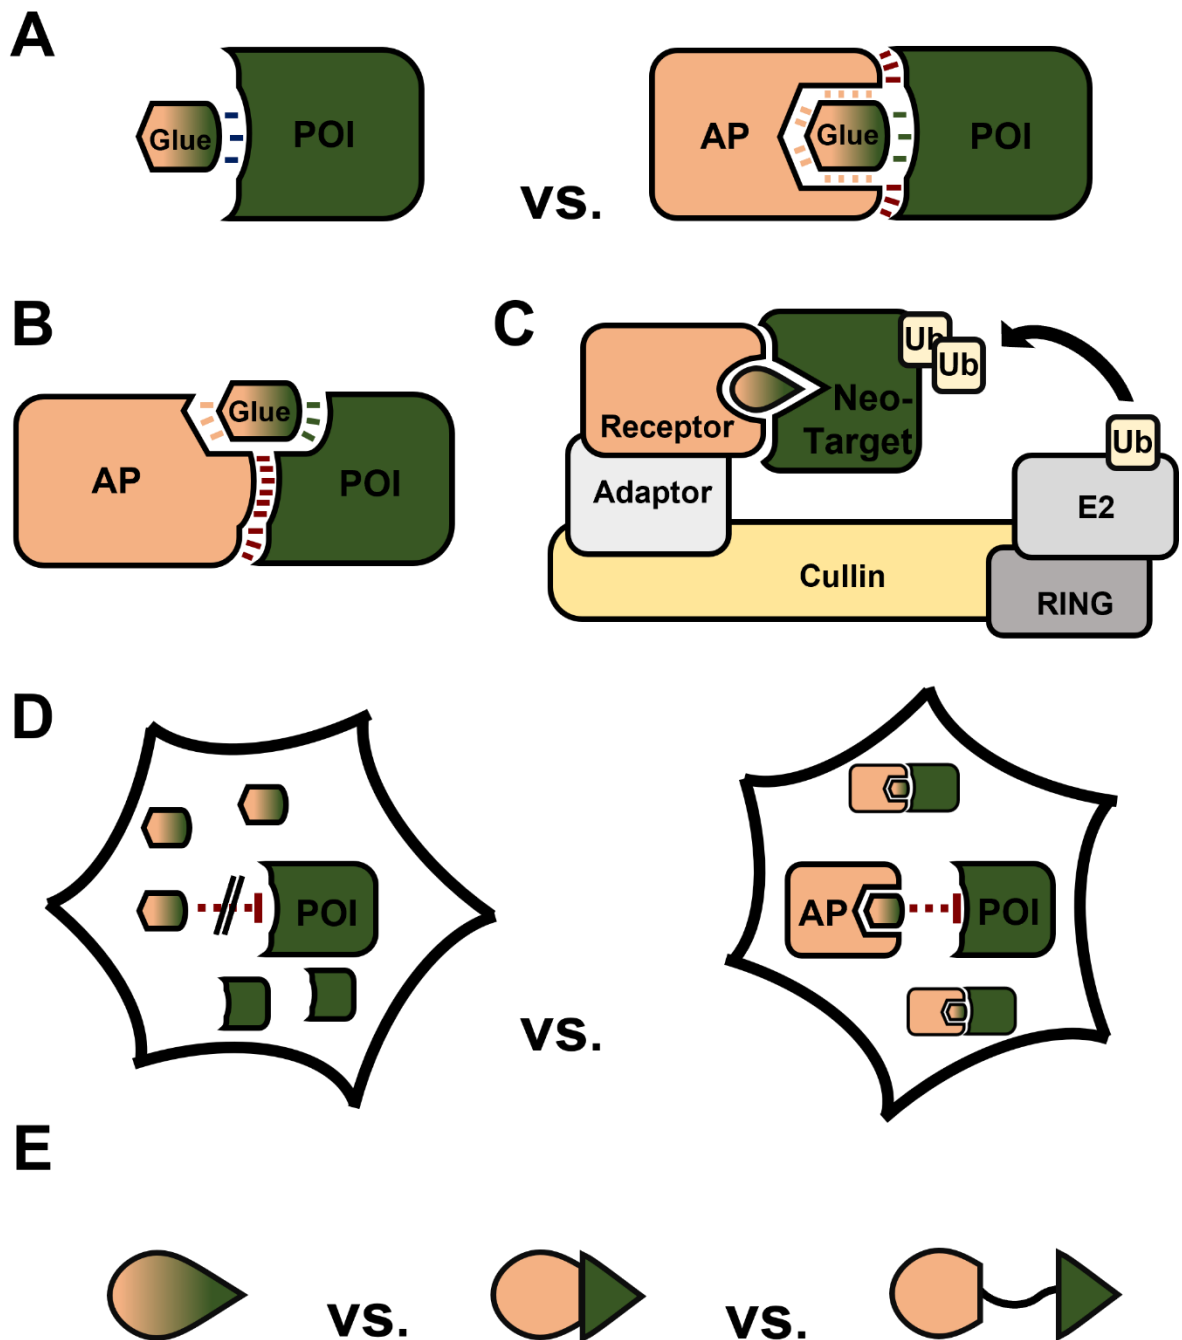 A
Glue
POI
vs.
AP
Glue
POI
B
Glue
AP
POI
C
Receptor
Neo-
Target
Ub
Ub
Adaptor
Cullin
Ub
E2
RING
D
POI
vs.
AP
POI
E
vs.
vs.